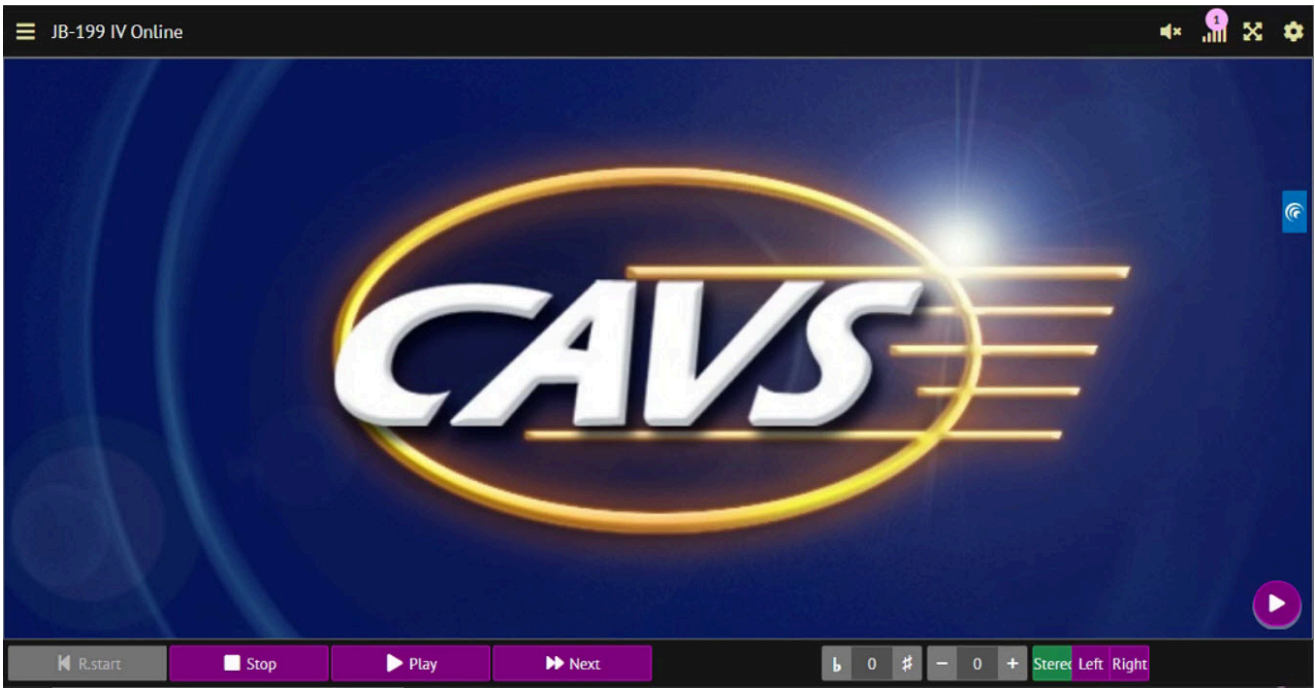 JB-199 IV Online
1
CAVS
R.start Stop Play Next ♭ 0 ♯ − 0 + Stereo Left Right